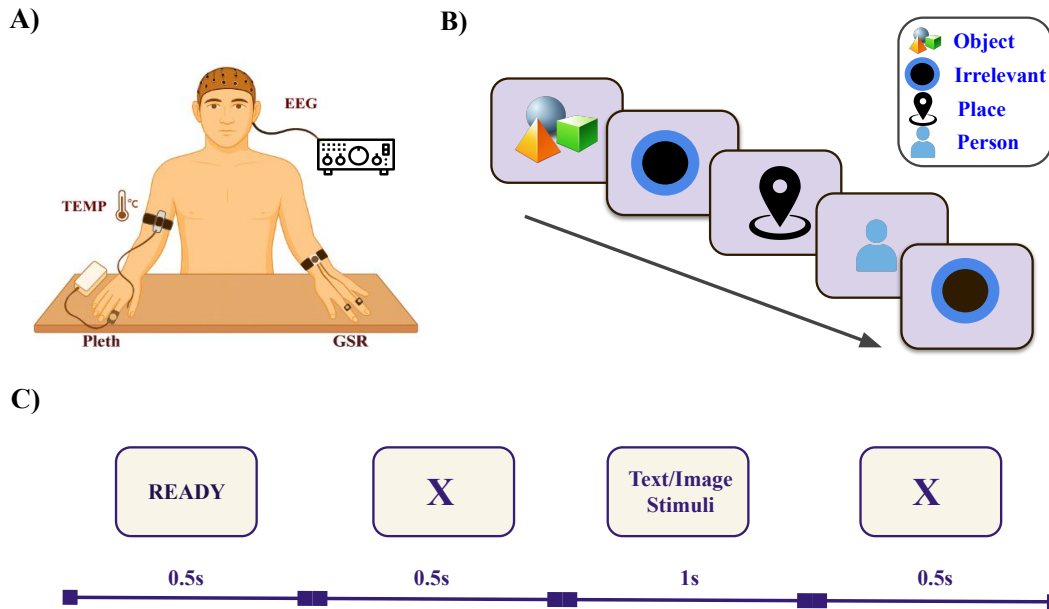 A)
EEG
TEMP
°C
Pleth
GSR
B)
Object
Irrelevant
Place
Person
C)
READY
X
Text/Image
Stimuli
X
0.5s
0.5s
1s
0.5s